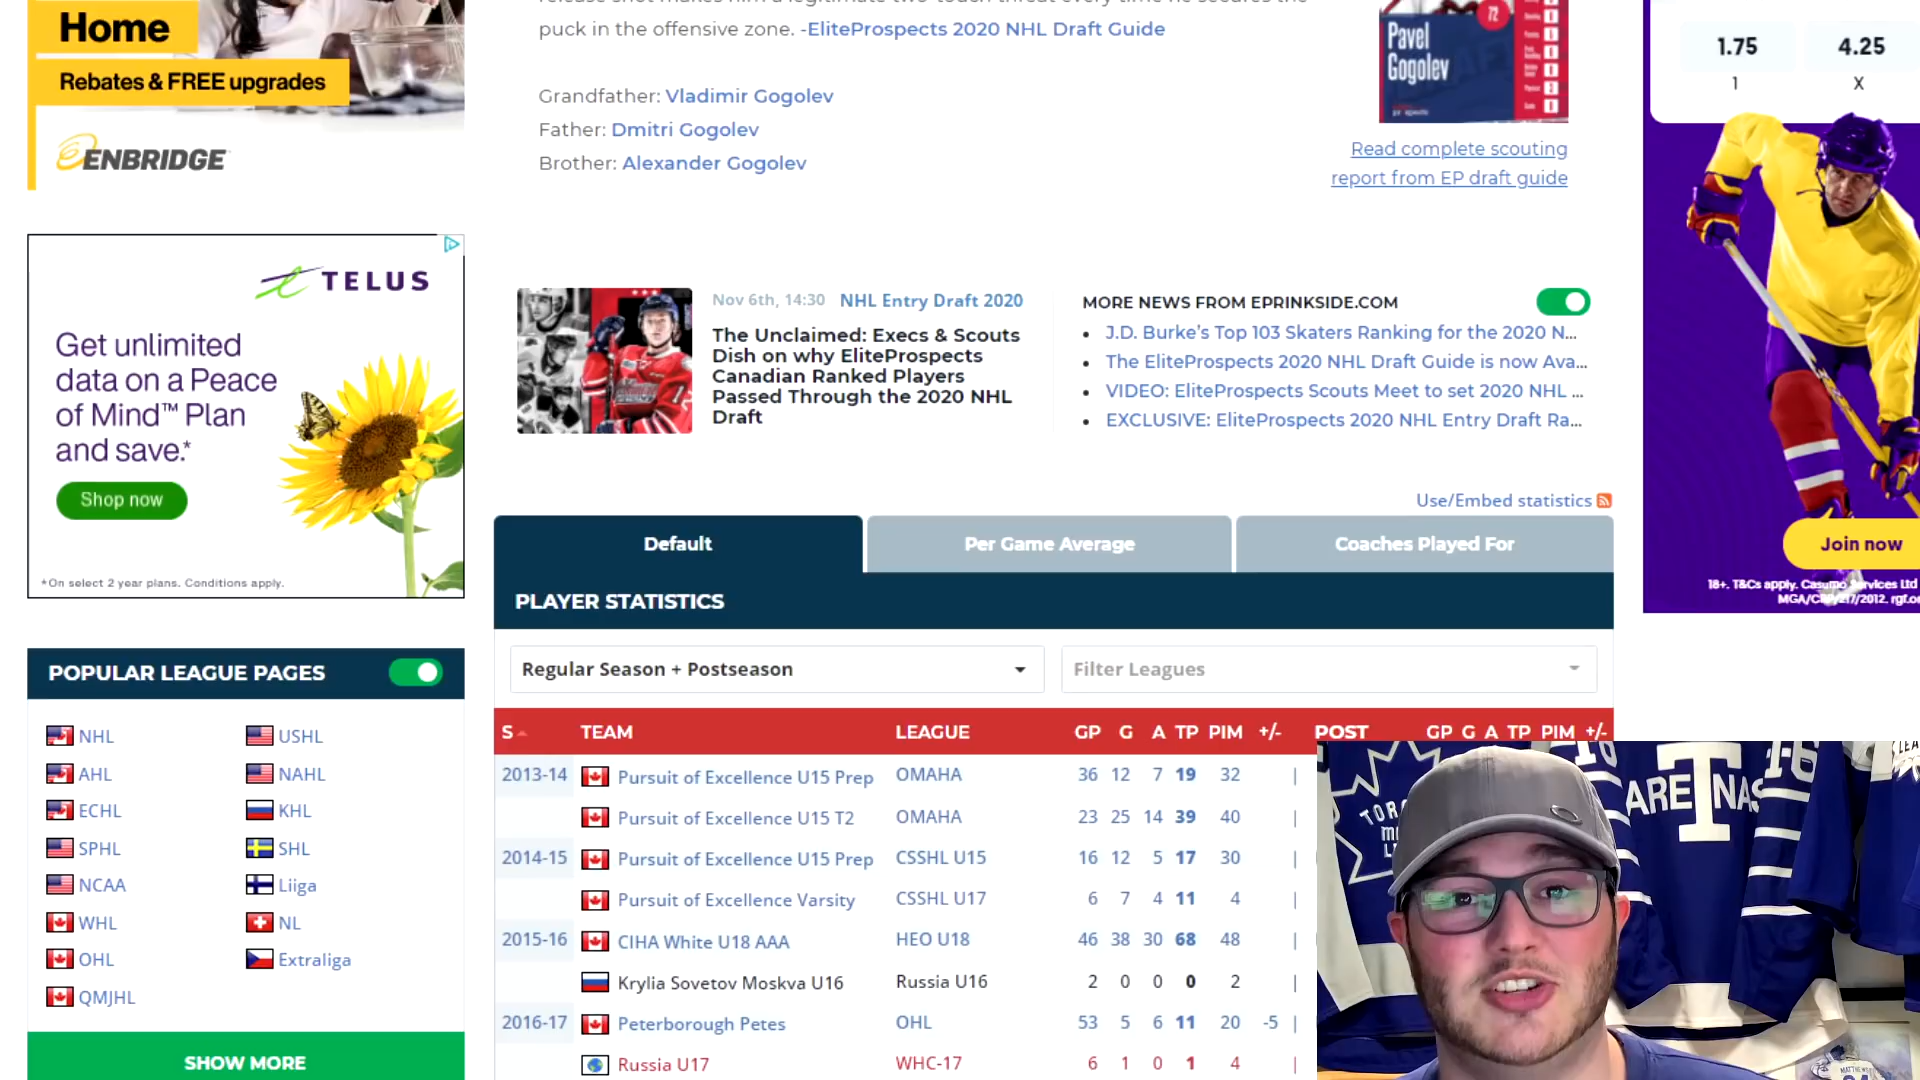 Home
Rebates & FREE upgrades
ENBRIDGE
puck in the offensive zone. -EliteProspects 2020 NHL Draft Guide
Grandfather: Vladimir Gogolev
Father: Dmitri Gogolev
Brother: Alexander Gogolev
72
Pavel
Gogolev
Read complete scouting
report from EP draft guide
1.75
4.25
1
X
TELUS
Get unlimited
data on a Peace
of Mind™ Plan
and save.*
Shop now
*On select 2 year plans. Conditions apply.
Nov 6th, 14:30 NHL Entry Draft 2020
The Unclaimed: Execs & Scouts
Dish on why EliteProspects
Canadian Ranked Players
Passed Through the 2020 NHL
Draft
MORE NEWS FROM EPRINKSIDE.COM
• J.D. Burke's Top 103 Skaters Ranking for the 2020 N...
• The EliteProspects 2020 NHL Draft Guide is now Ava...
• VIDEO: EliteProspects Scouts Meet to set 2020 NHL ...
• EXCLUSIVE: EliteProspects 2020 NHL Entry Draft Ra...
Use/Embed statistics
Join now
18+. T&Cs apply. Casumo Services Ltd
Default
Per Game Average
Coaches Played For
PLAYER STATISTICS
Regular Season + Postseason
Filter Leagues
S TEAM LEAGUE GP G A TP PIM +/- POST GP G A TP PIM +/-
2013-14 Pursuit of Excellence U15 Prep OMAHA 36 12 7 19 32 |
Pursuit of Excellence U15 T2 OMAHA 23 25 14 39 40 |
2014-15 Pursuit of Excellence U15 Prep CSSHL U15 16 12 5 17 30 |
Pursuit of Excellence Varsity CSSHL U17 6 7 4 11 4 |
2015-16 CIHA White U18 AAA HEO U18 46 38 30 68 48 |
Krylia Sovetov Moskva U16 Russia U16 2 0 0 0 2 |
2016-17 Peterborough Petes OHL 53 5 6 11 20 -5 |
Russia U17 WHC-17 6 1 0 1 4 |
POPULAR LEAGUE PAGES
NHL
USHL
AHL
NAHL
ECHL
KHL
SPHL
SHL
NCAA
Liiga
WHL
NL
OHL
Extraliga
QMJHL
SHOW MORE
ARENAS
T